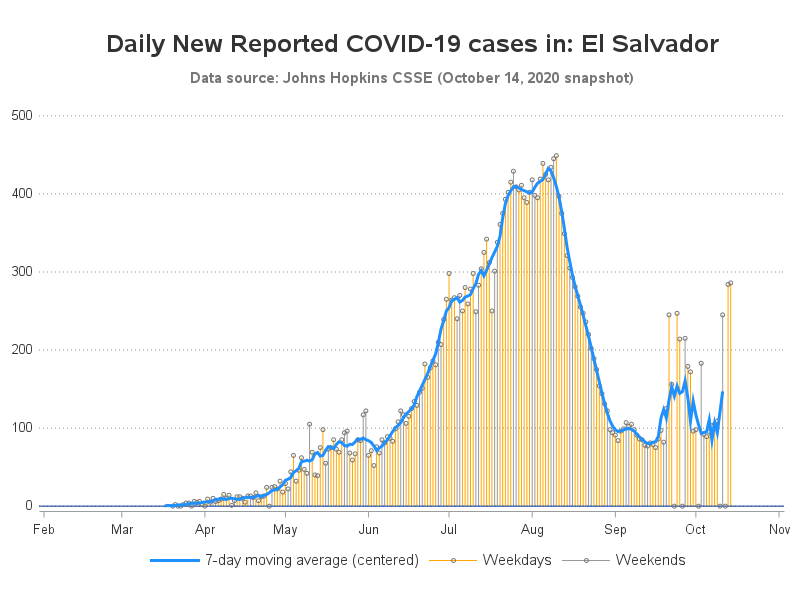 Daily New Reported COVID-19 cases in: El Salvador
Data source: Johns Hopkins CSSE (October 14, 2020 snapshot)
500
400
300
200
100
0
Feb Mar Apr May Jun Jul Aug Sep Oct Nov
7-day moving average (centered) Weekdays Weekends